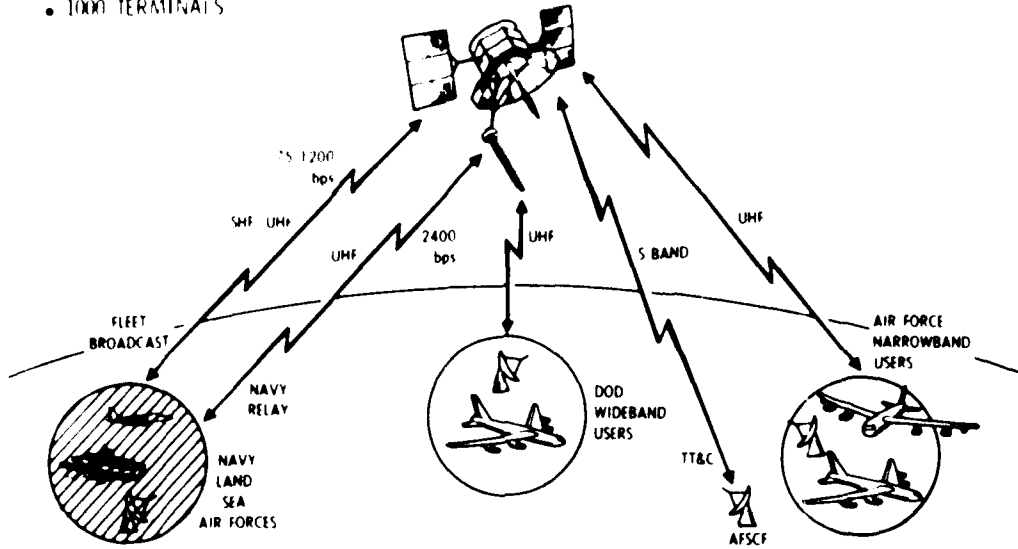 • 1000 TERMINALS
75 1200
bps
SHF UHF
UHF
2400
bps
UHF
S BAND
UHF
FLEET
BROADCAST
NAVY
RELAY
NAVY
LAND
SEA
AIR FORCES
DOD
WIDEBAND
USERS
TT&C
AFSCF
AIR FORCE
NARROWBAND
USERS